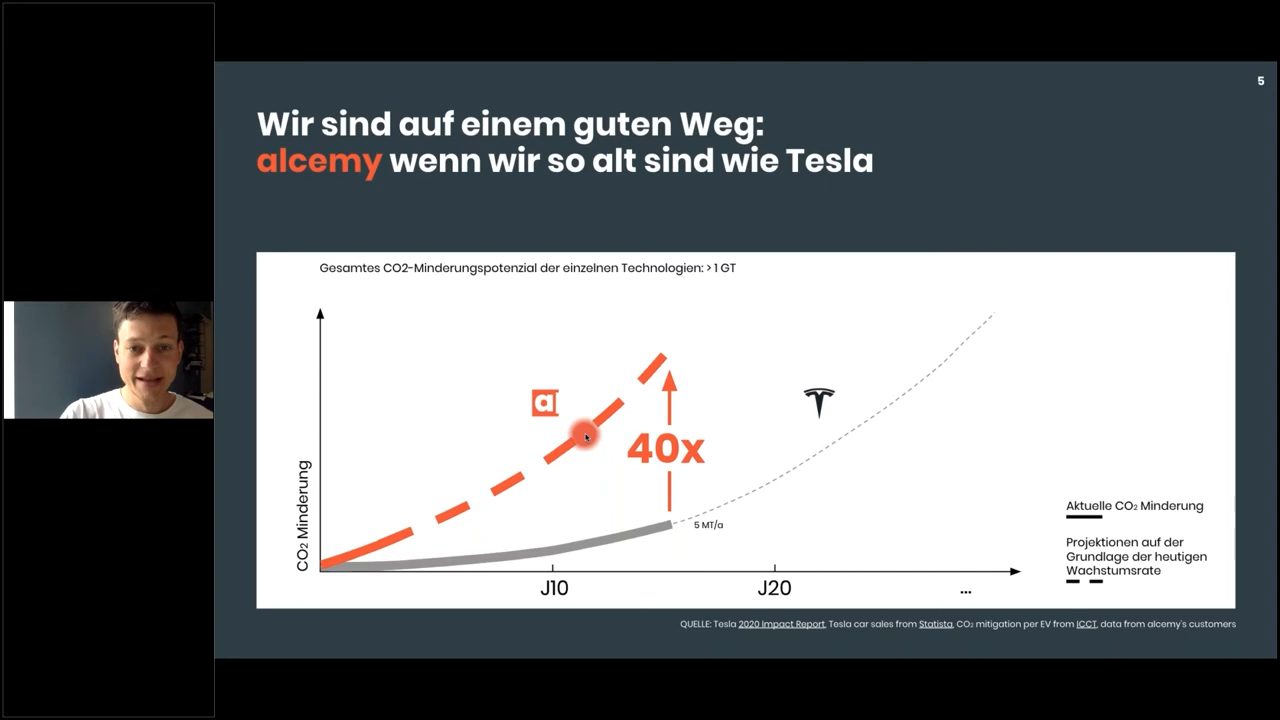 5
Wir sind auf einem guten Weg:
alcemy wenn wir so alt sind wie Tesla
Gesamtes CO2-Minderungspotenzial der einzelnen Technologien: > 1 GT
CO₂ Minderung
a
40x
5 MT/a
J10
J20
...
Aktuelle CO₂ Minderung
Projektionen auf der
Grundlage der heutigen
Wachstumsrate
QUELLE: Tesla 2020 Impact Report, Tesla car sales from Statista, CO₂ mitigation per EV from ICCT, data from alcemy's customers